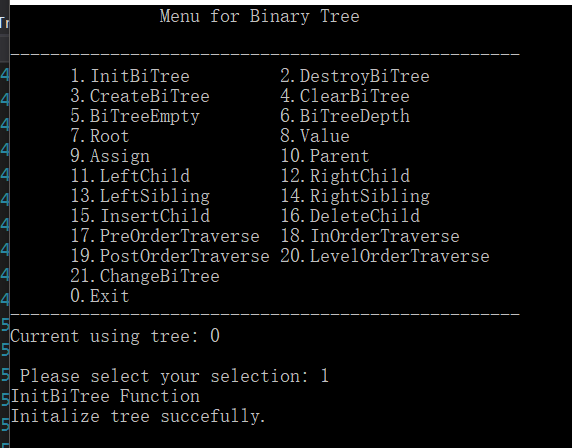 Menu for Binary Tree
--------------------------------------------------
1.InitBiTree 2.DestroyBiTree
3.CreateBiTree 4.ClearBiTree
5.BiTreeEmpty 6.BiTreeDepth
7.Root 8.Value
9.Assign 10.Parent
11.LeftChild 12.RightChild
13.LeftSibling 14.RightSibling
15.InsertChild 16.DeleteChild
17.PreOrderTraverse 18.InOrderTraverse
19.PostOrderTraverse 20.LevelOrderTraverse
21.ChangeBiTree
0.Exit
--------------------------------------------------
Current using tree: 0
Please select your selection: 1
InitBiTree Function
Initalize tree succefully.